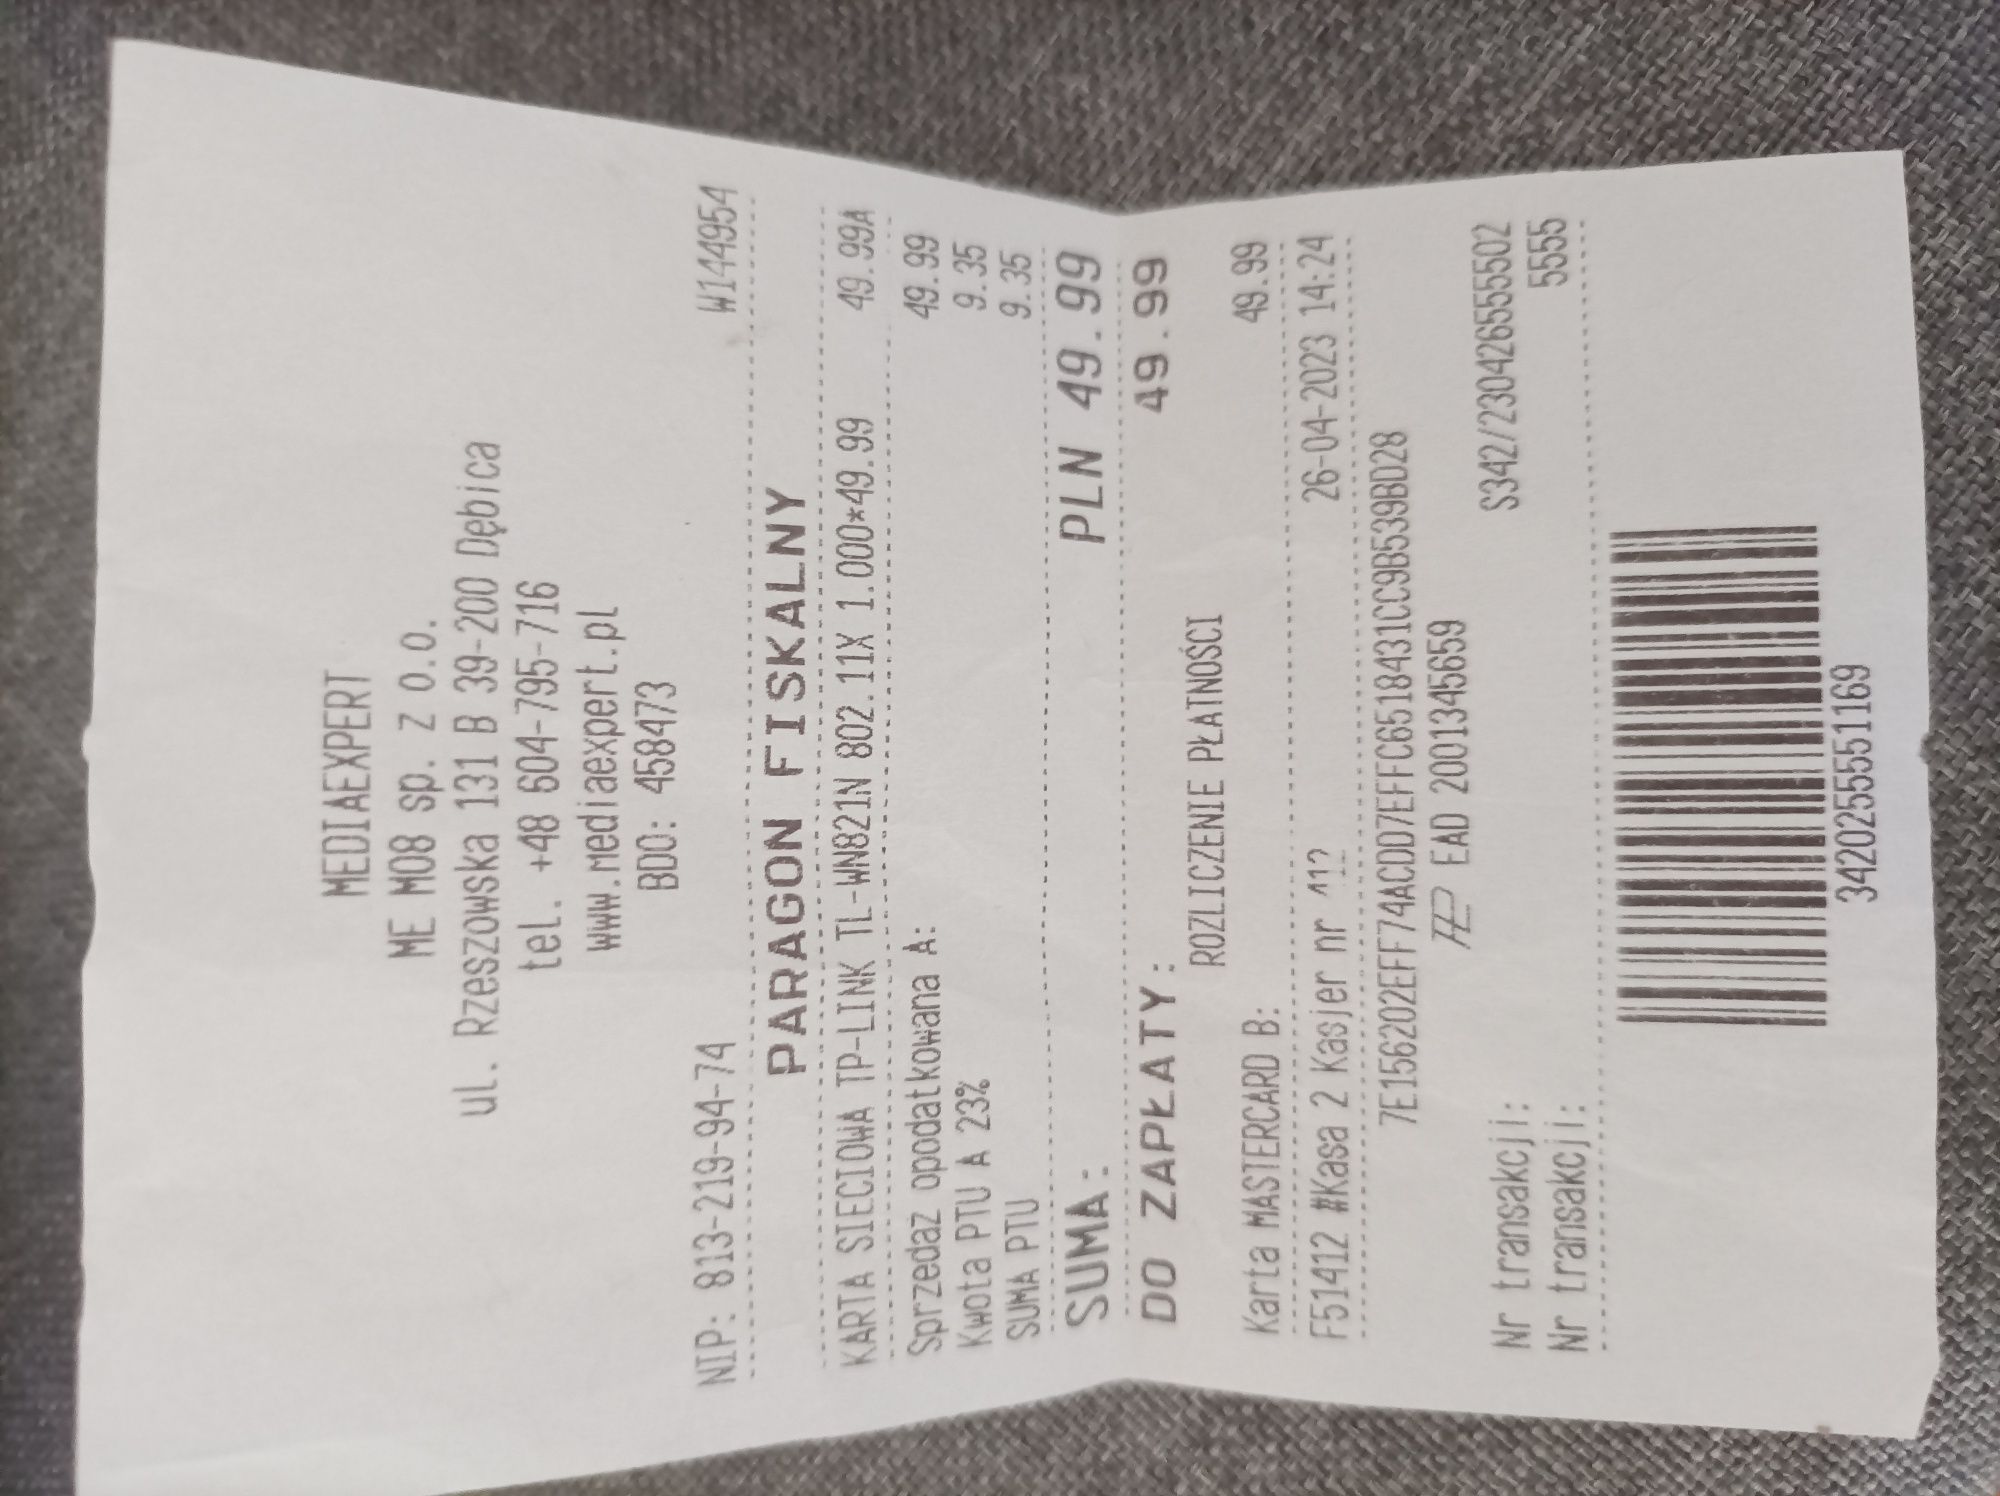 MEDIAEXPERT
ME M08 sp. Z O.O.
ul. Rzeszowska 131 B 39-200 Dębica
tel. +48 604-795-716
www.mediaexpert.pl
BDO: 458473
NIP: 813-219-94-74 W144954
PARAGON FISKALNY
KARTA SIECIOWA TP-LINK TL-WN821N 802.11X 1.000*49.99 49.99A
Sprzedaż opodatkowana A: 49.99
Kwota PTU A 23% 9.35
SUMA PTU 9.35
SUMA: PLN 49.99
DO ZAPŁATY: 49.99
ROZLICZENIE PŁATNOŚCI
Karta MASTERCARD B: 49.99
F51412 #Kasa 2 Kasjer nr 26-04-2023 14:24
7E156202EFF74ACDD7EFFC6518431CC9B539BD28
EAD 2001345659
Nr transakcji: S342/230426555502
Nr transakcji: 5555
3420255551169